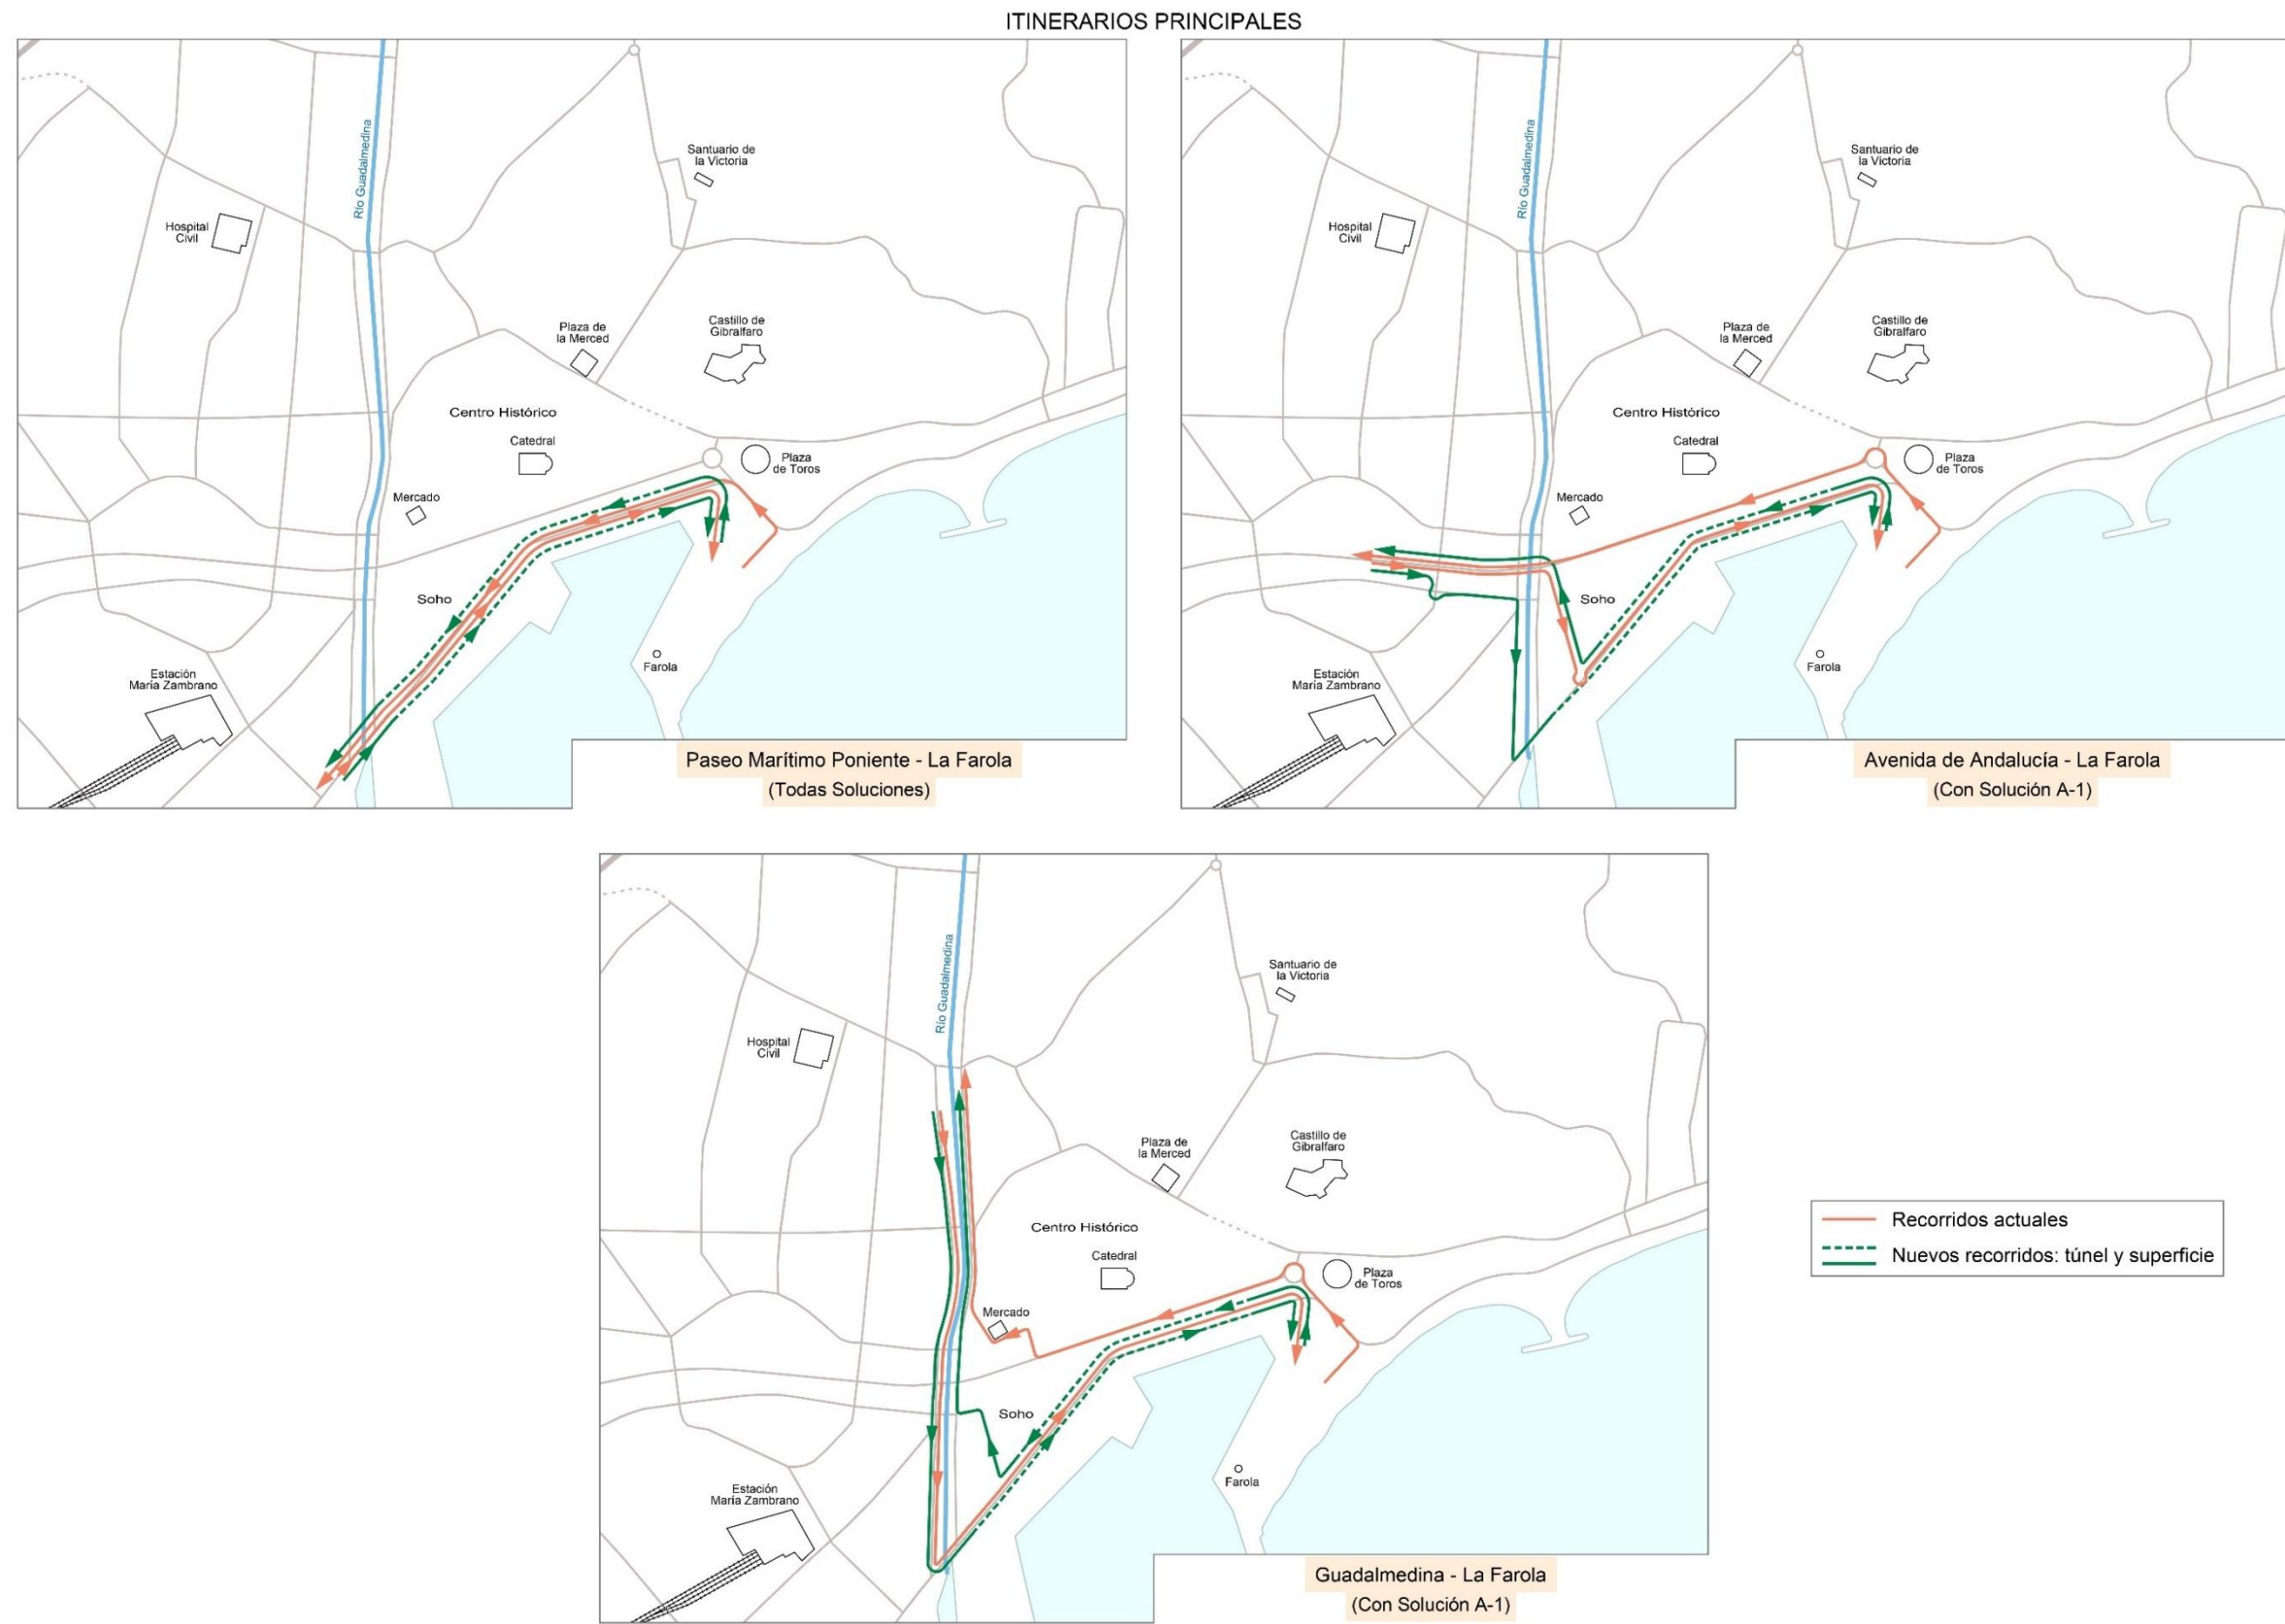 ITINERARIOS PRINCIPALES
Río Guadalmedina
Santuario de
la Victoria
Hospital
Civil
Plaza de
la Merced
Castillo de
Gibralfaro
Centro Histórico
Catedral
Plaza
de Toros
Mercado
Soho
Farola
Estación
María Zambrano
Paseo Marítimo Poniente - La Farola
(Todas Soluciones)
Río Guadalmedina
Santuario de
la Victoria
Hospital
Civil
Plaza de
la Merced
Castillo de
Gibralfaro
Centro Histórico
Catedral
Plaza
de Toros
Mercado
Soho
Farola
Estación
María Zambrano
Avenida de Andalucía - La Farola
(Con Solución A-1)
Río Guadalmedina
Santuario de
la Victoria
Hospital
Civil
Plaza de
la Merced
Castillo de
Gibralfaro
Centro Histórico
Catedral
Plaza
de Toros
Mercado
Soho
Farola
Estación
María Zambrano
Guadalmedina - La Farola
(Con Solución A-1)
Recorridos actuales
Nuevos recorridos: túnel y superficie